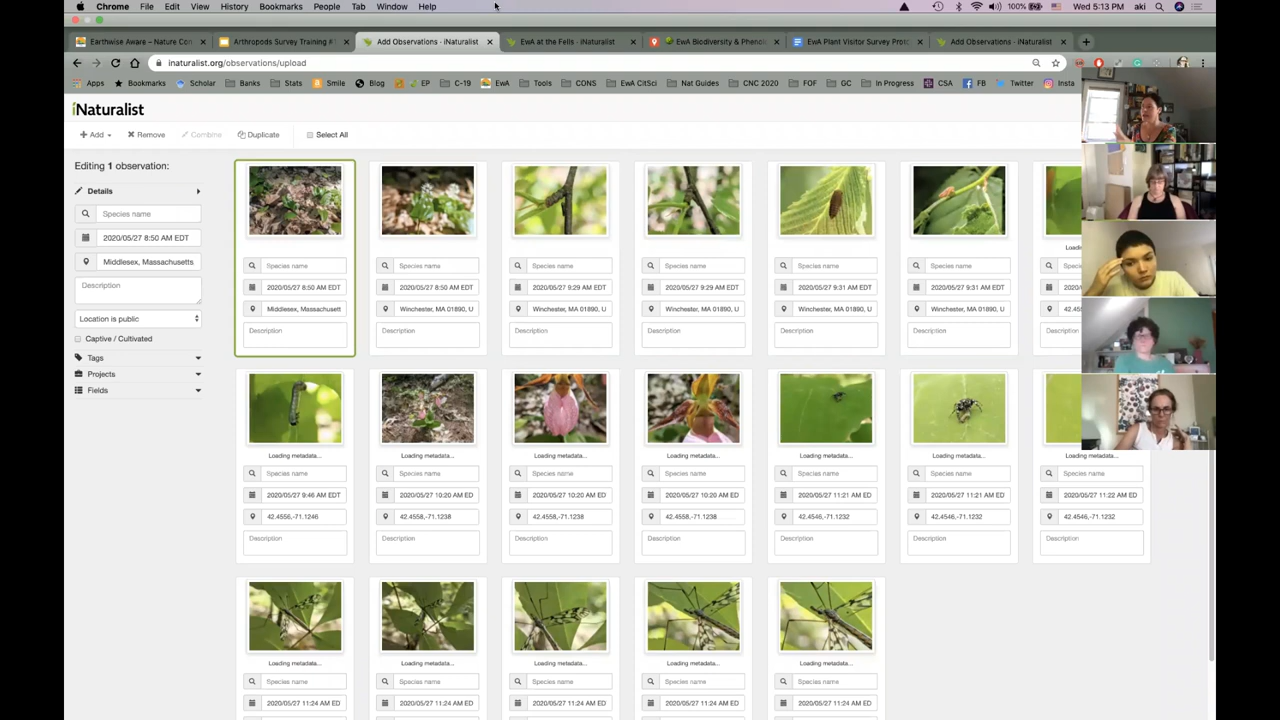 Chrome File Edit View History Bookmarks People Tab Window Help 100% Wed 5:13 PM aki
Earthwise Aware – Nature Con Arthropods Survey Training # Add Observations · iNaturalist EwA at the Fells · iNaturalist EwA Biodiversity & Phenolo EwA Plant Visitor Survey Proto Add Observations · iNaturalist
inaturalist.org/observations/upload
Apps Bookmarks Scholar Banks Stats Smile Blog EP C-19 EwA Tools CONS EwA CitSci Nat Guides CNC 2020 FOF GC In Progress CSA FB Twitter Insta
iNaturalist
Add Remove Combine Duplicate Select All
Editing 1 observation:
Details
Species name
2020/05/27 8:50 AM EDT
Middlesex, Massachusetts,
Description
Location is public
Captive / Cultivated
Tags
Projects
Fields
Loadi
Species name Species name Species name Species name Species name Species name Species
2020/05/27 8:50 AM EDT 2020/05/27 8:50 AM EDT 2020/05/27 9:29 AM EDT 2020/05/27 9:29 AM EDT 2020/05/27 9:31 AM EDT 2020/05/27 9:31 AM EDT 2020/0
Middlesex, Massachusett Winchester, MA 01890, U Winchester, MA 01890, U Winchester, MA 01890, U Winchester, MA 01890, U Winchester, MA 01890, U 42.45
Description Description Description Description Description Description Description
Loading metadata... Loading metadata... Loading metadata... Loading metadata... Loading metadata... Loading metadata... Loading metadata...
Species name Species name Species name Species name Species name Species name Species name
2020/05/27 9:46 AM EDT 2020/05/27 10:20 AM ED 2020/05/27 10:20 AM ED 2020/05/27 10:20 AM ED 2020/05/27 11:21 AM ED 2020/05/27 11:21 AM ED 2020/05/27 11:22 AM ED
42.4556,-71.1246 42.4558,-71.1238 42.4558,-71.1238 42.4558,-71.1238 42.4546,-71.1232 42.4546,-71.1232 42.4546,-71.1232
Description Description Description Description Description Description Description
Loading metadata... Loading metadata... Loading metadata... Loading metadata... Loading metadata...
Species name Species name Species name Species name Species name
2020/05/27 11:24 AM ED 2020/05/27 11:24 AM ED 2020/05/27 11:24 AM ED 2020/05/27 11:24 AM ED 2020/05/27 11:24 AM ED